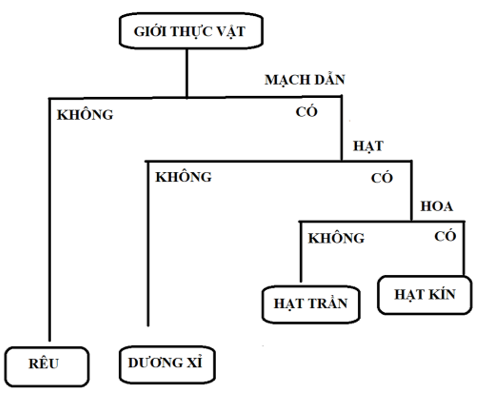 GIỚI THỰC VẬT
MẠCH DẪN
KHÔNG
CÓ
HẠT
KHÔNG
CÓ
HOA
KHÔNG
CÓ
HẠT TRẦN
HẠT KÍN
RÊU
DƯƠNG XỈ